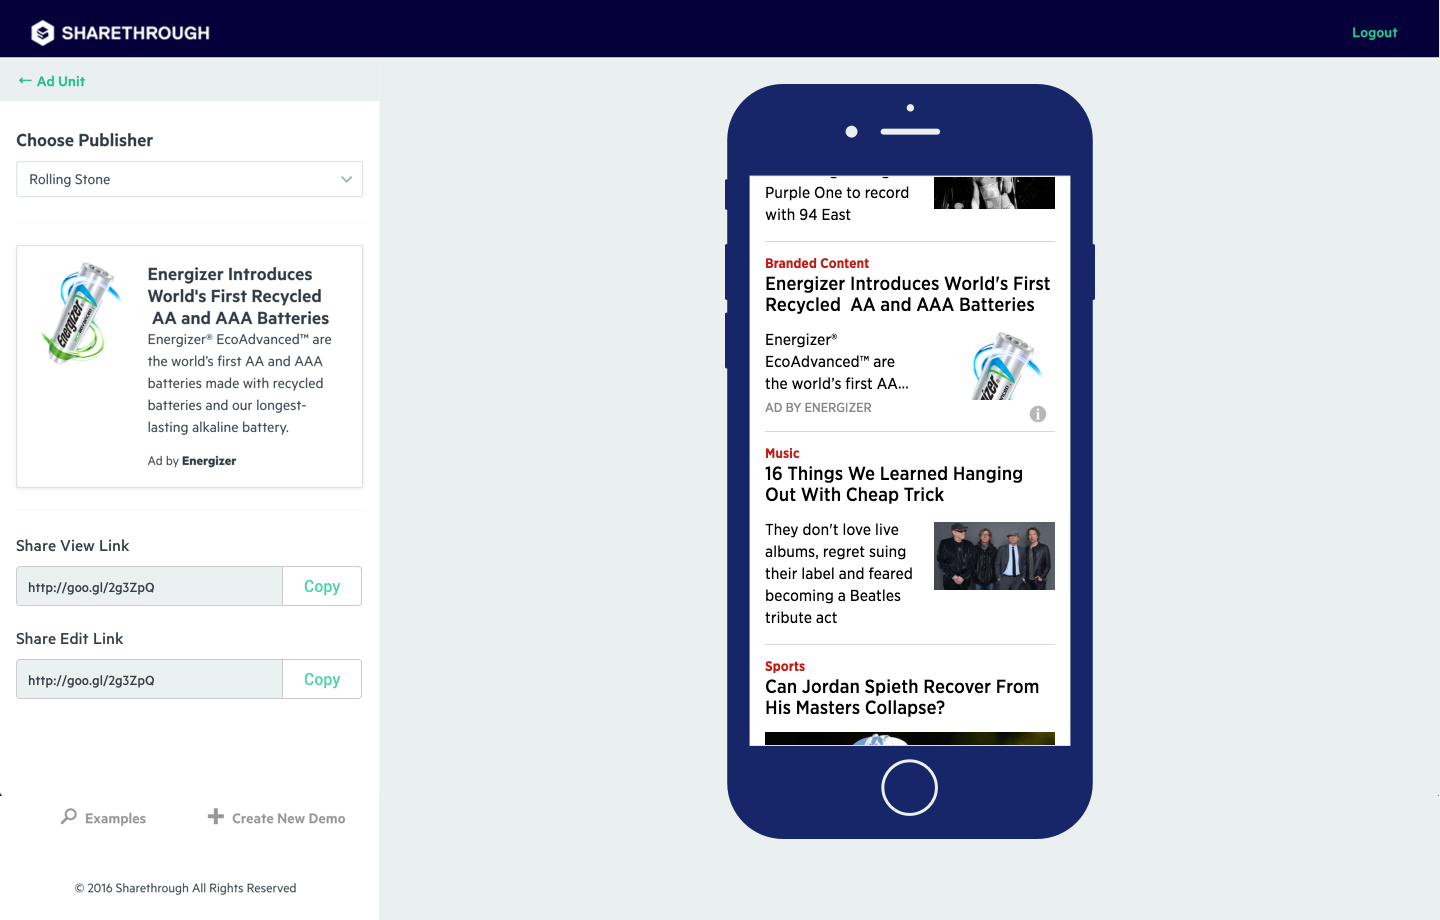 SHARETHROUGH
Logout
← Ad Unit
Choose Publisher
Rolling Stone
Energizer
Energizer Introduces
World's First Recycled
AA and AAA Batteries
Energizer® EcoAdvanced™ are
the world’s first AA and AAA
batteries made with recycled
batteries and our longest-
lasting alkaline battery.
Ad by Energizer
Share View Link
http://goo.gl/2g3ZpQ
Copy
Share Edit Link
http://goo.gl/2g3ZpQ
Copy
Examples
Create New Demo
© 2016 Sharethrough All Rights Reserved
Purple One to record
with 94 East
Branded Content
Energizer Introduces World's First
Recycled AA and AAA Batteries
Energizer®
EcoAdvanced™ are
the world’s first AA...
AD BY ENERGIZER
Music
16 Things We Learned Hanging
Out With Cheap Trick
They don't love live
albums, regret suing
their label and feared
becoming a Beatles
tribute act
Sports
Can Jordan Spieth Recover From
His Masters Collapse?